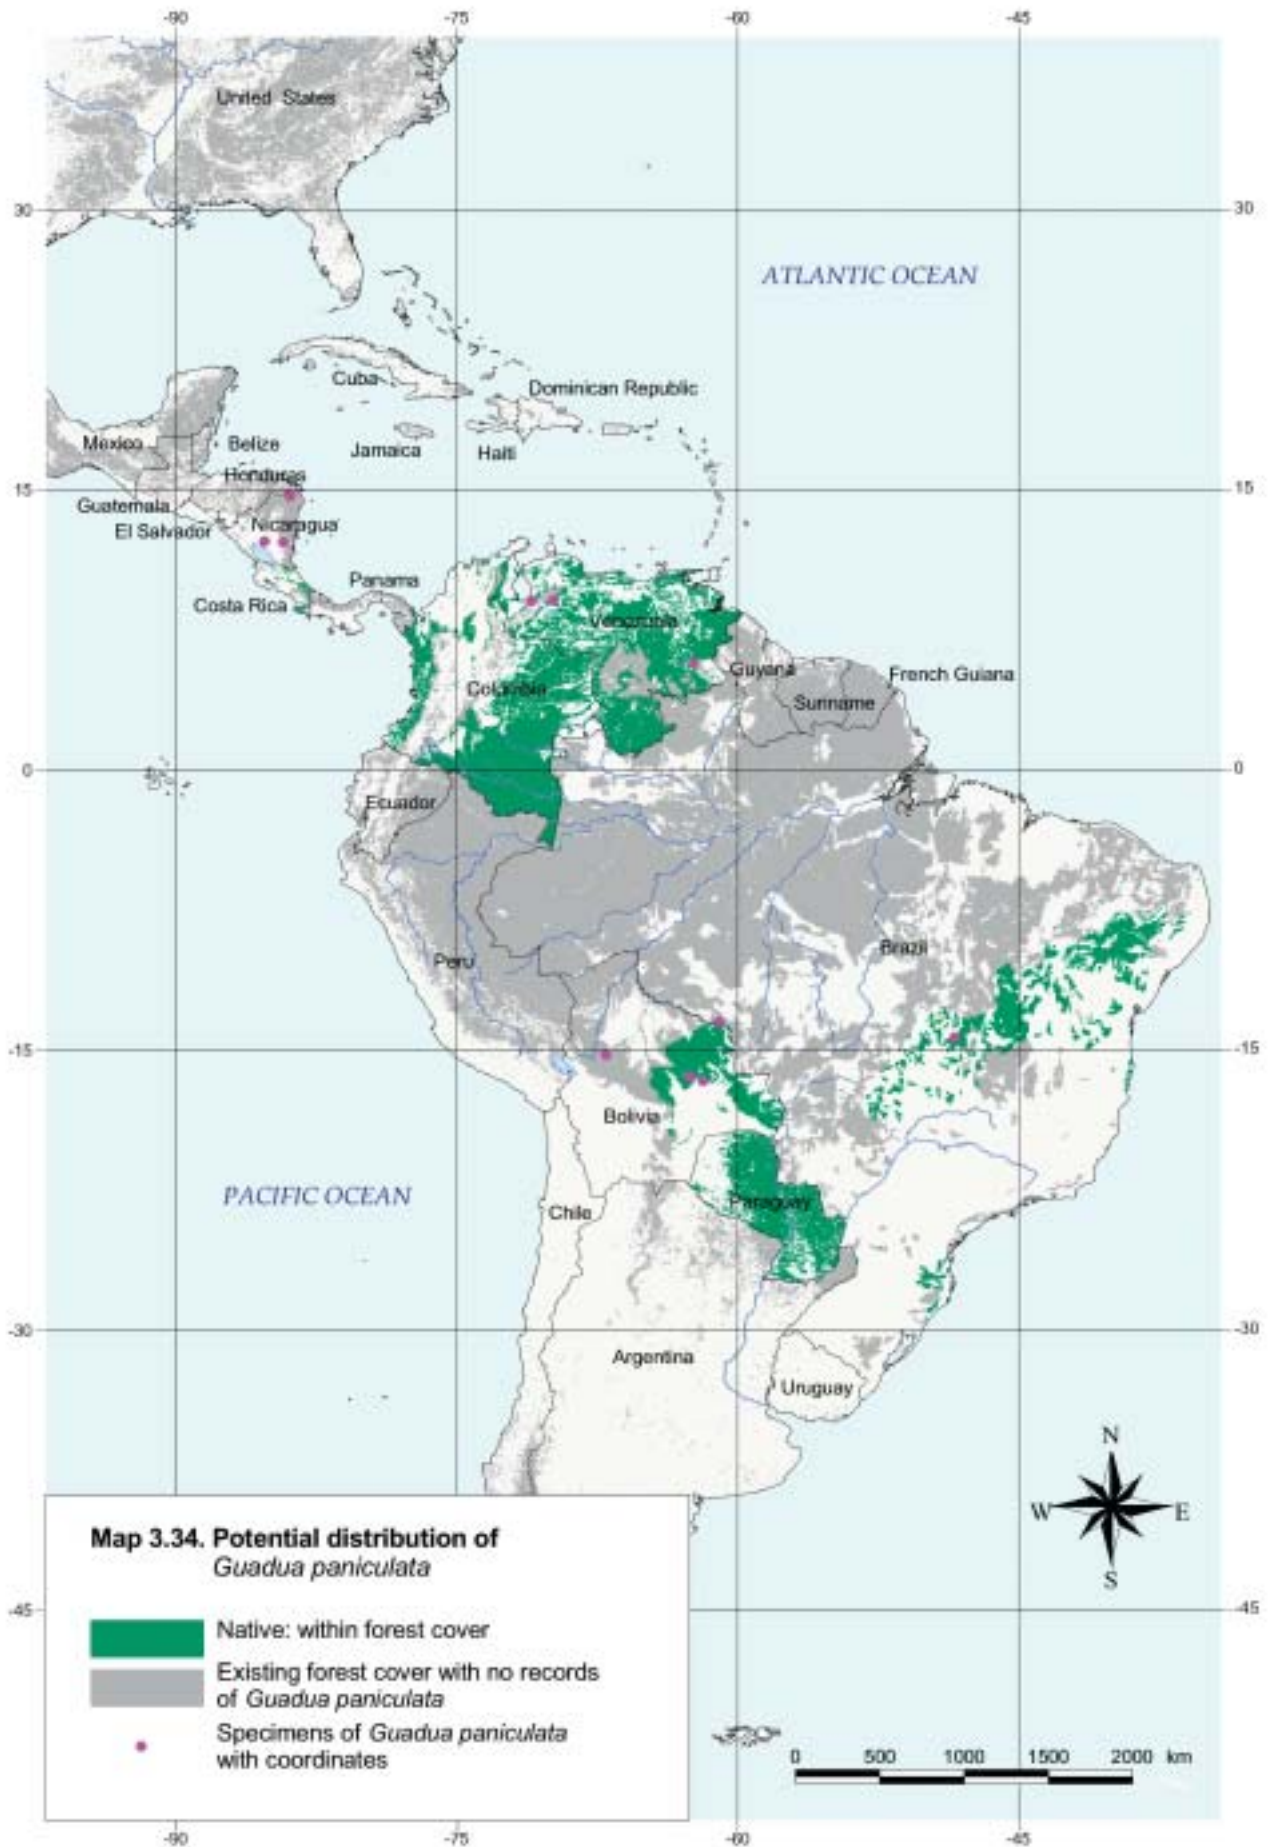 -90 -75 -60 -45
United States
30 30
ATLANTIC OCEAN
Cuba
Dominican Republic
Mexico
Belize
Jamaica
Haiti
Honduras
15 15
Guatemala
El Salvador
Nicaragua
Panama
Costa Rica
Venezuela
Guyana
French Guiana
Colombia
Suriname
0 0
Ecuador
Brazil
Peru
-15 -15
Bolivia
PACIFIC OCEAN
Paraguay
Chile
-30 -30
Argentina
Uruguay
N
W E
S
Map 3.34. Potential distribution of
Guadua paniculata
-45 -45
Native: within forest cover
Existing forest cover with no records
of Guadua paniculata
Specimens of Guadua paniculata
with coordinates
0 500 1000 1500 2000 km
-90 -75 -60 -45